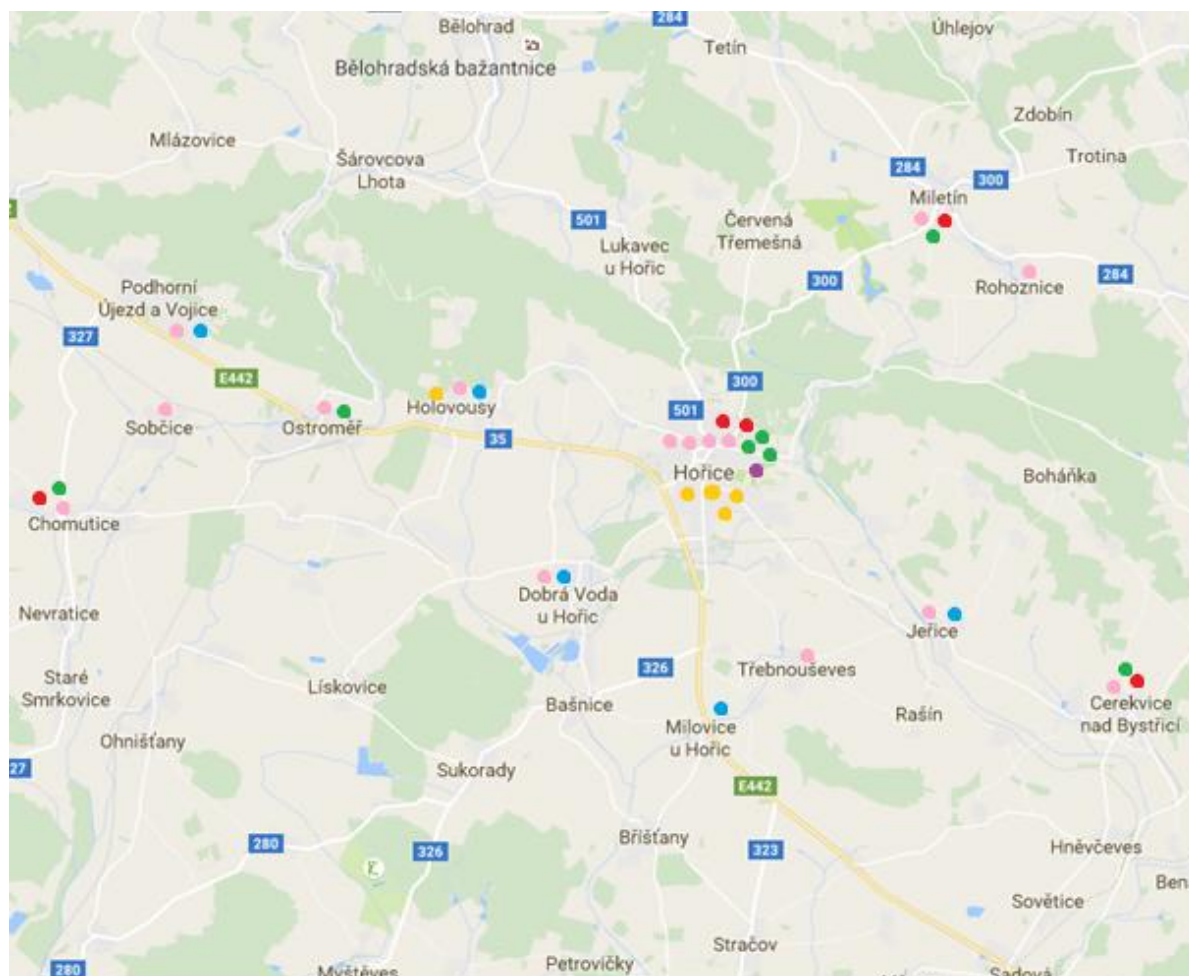 284
Bělohrad
Úhlejov
Tetín
Bělohradská bažantnice
Zdobín
Mlázovice
Trotina
Šárovcova
Lhota
284
300
Miletín
501
Červená
Třemešná
Lukavec
u Hořic
300
Rohoznice
284
Podhorní
Újezd a Vojice
327
E442
300
Holovousy
501
Sobčice
Ostroměř
35
Hořice
Boháňka
Chomutice
Dobrá Voda
u Hořic
Nevratice
Jeřice
326
Třebnouševes
Staré
Smrkovice
Lískovice
Bašnice
Rašín
Cerekvice
nad Bystřicí
Milovice
u Hořic
Ohnišťany
27
Sukorady
E442
Bříšťany
280
326
323
Hněvčeves
Ben
Sovětice
Stračov
280
Petrovičky
Myštěves
Sadová